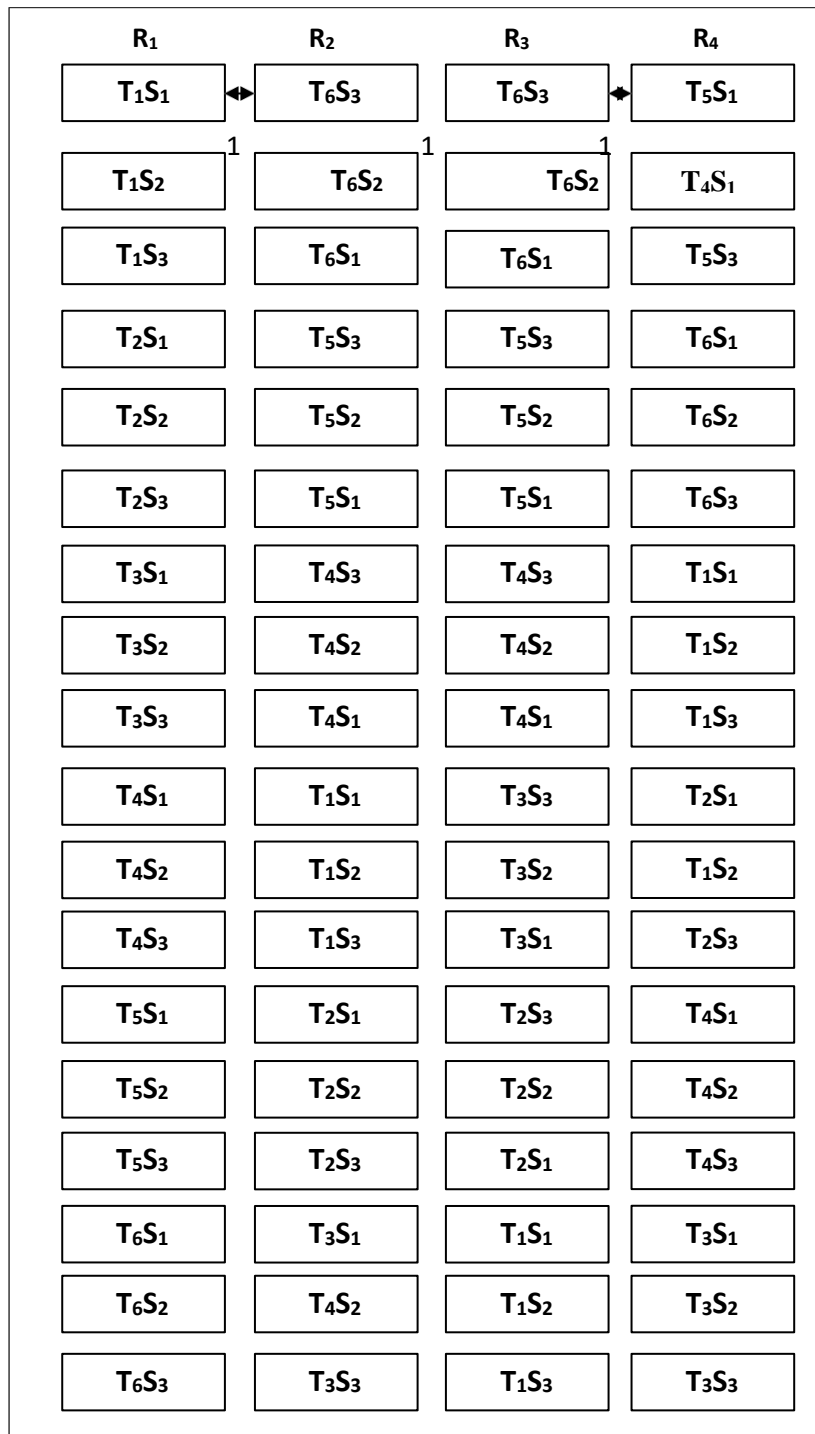 R₁ R₂ R₃ R₄
T₁S₁ T₆S₃ T₆S₃ T₅S₁
1 1 1
T₁S₂ T₆S₂ T₆S₂ T₄S₁
T₁S₃ T₆S₁ T₆S₁ T₅S₃
T₂S₁ T₅S₃ T₅S₃ T₆S₁
T₂S₂ T₅S₂ T₅S₂ T₆S₂
T₂S₃ T₅S₁ T₅S₁ T₆S₃
T₃S₁ T₄S₃ T₄S₃ T₁S₁
T₃S₂ T₄S₂ T₄S₂ T₁S₂
T₃S₃ T₄S₁ T₄S₁ T₁S₃
T₄S₁ T₁S₁ T₃S₃ T₂S₁
T₄S₂ T₁S₂ T₃S₂ T₁S₂
T₄S₃ T₁S₃ T₃S₁ T₂S₃
T₅S₁ T₂S₁ T₂S₃ T₄S₁
T₅S₂ T₂S₂ T₂S₂ T₄S₂
T₅S₃ T₂S₃ T₂S₁ T₄S₃
T₆S₁ T₃S₁ T₁S₁ T₃S₁
T₆S₂ T₄S₂ T₁S₂ T₃S₂
T₆S₃ T₃S₃ T₁S₃ T₃S₃